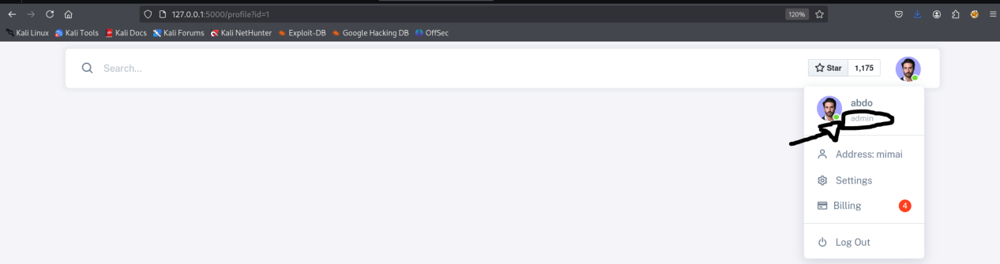 127.0.0.1:5000/profile?id=1
120%
Kali Linux Kali Tools Kali Docs Kali Forums Kali NetHunter Exploit-DB Google Hacking DB OffSec
Search...
Star 1,175
abdo
admin
Address: mimai
Settings
Billing 4
Log Out